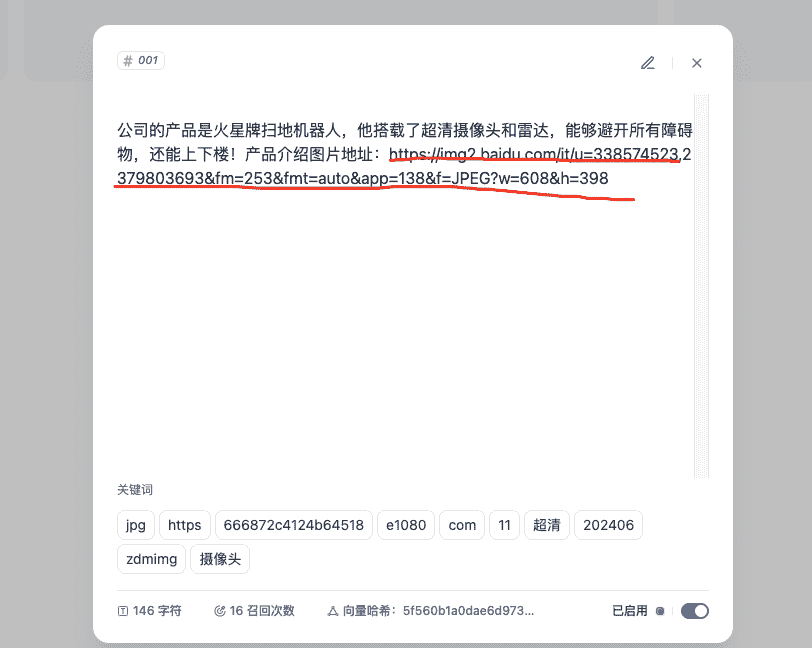 # 001
公司的产品是火星牌扫地机器人，他搭载了超清摄像头和雷达，能够避开所有障碍
物，还能上下楼！产品介绍图片地址：https://img2.baidu.com/it/u=338574523,2
379803693&fm=253&fmt=auto&app=138&f=JPEG?w=608&h=398
关键词
jpg https 666872c4124b64518 e1080 com 11 超清 202406
zdmimg 摄像头
146 字符 16 召回次数 向量哈希：5f560b1a0dae6d973... 已启用